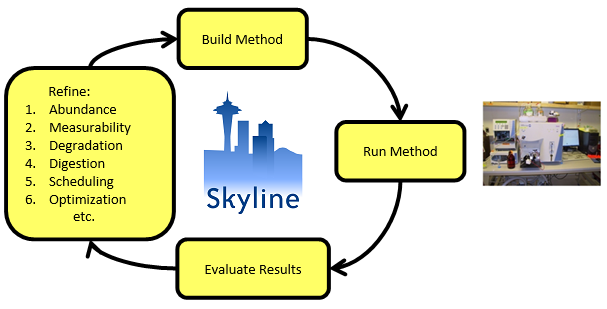 Build Method
Refine:
1. Abundance
2. Measurability
3. Degradation
4. Digestion
5. Scheduling
6. Optimization
etc.
Run Method
Skyline
Evaluate Results